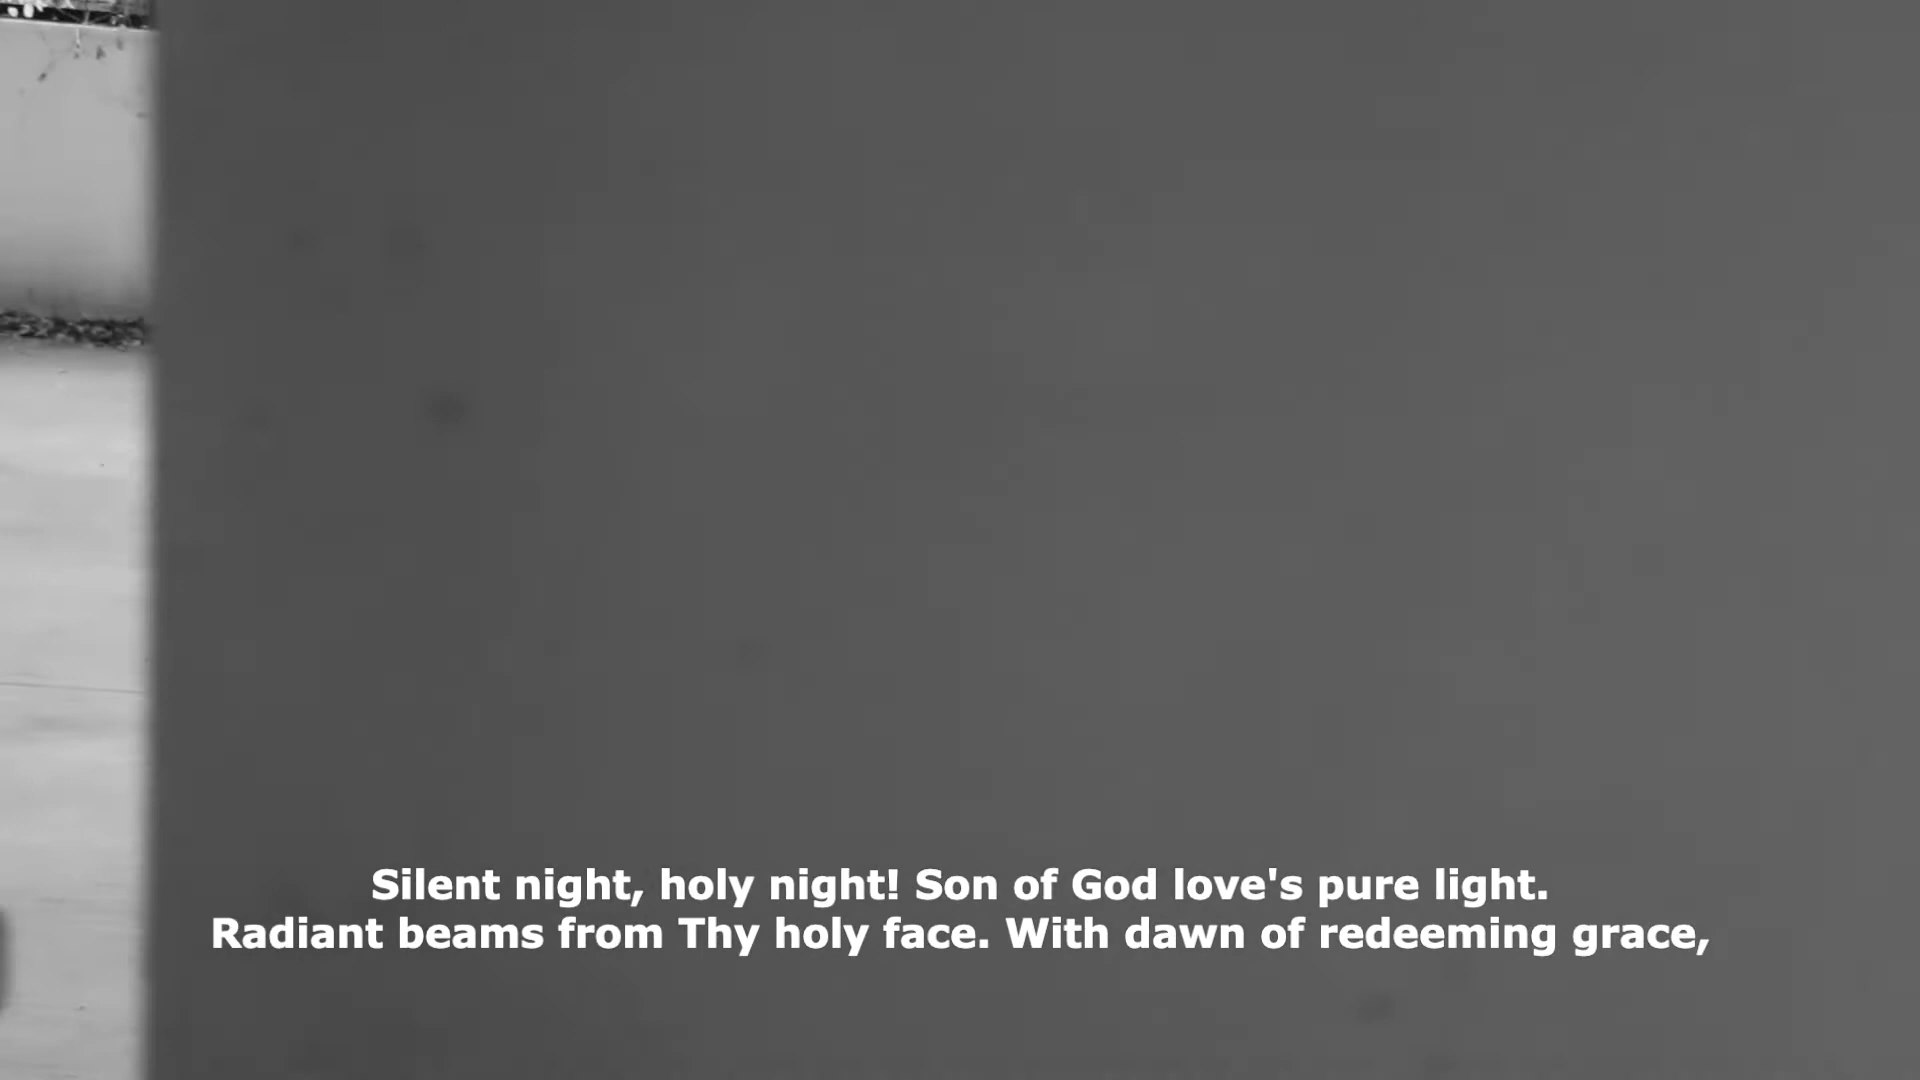 Silent night, holy night! Son of God love's pure light.
Radiant beams from Thy holy face. With dawn of redeeming grace,